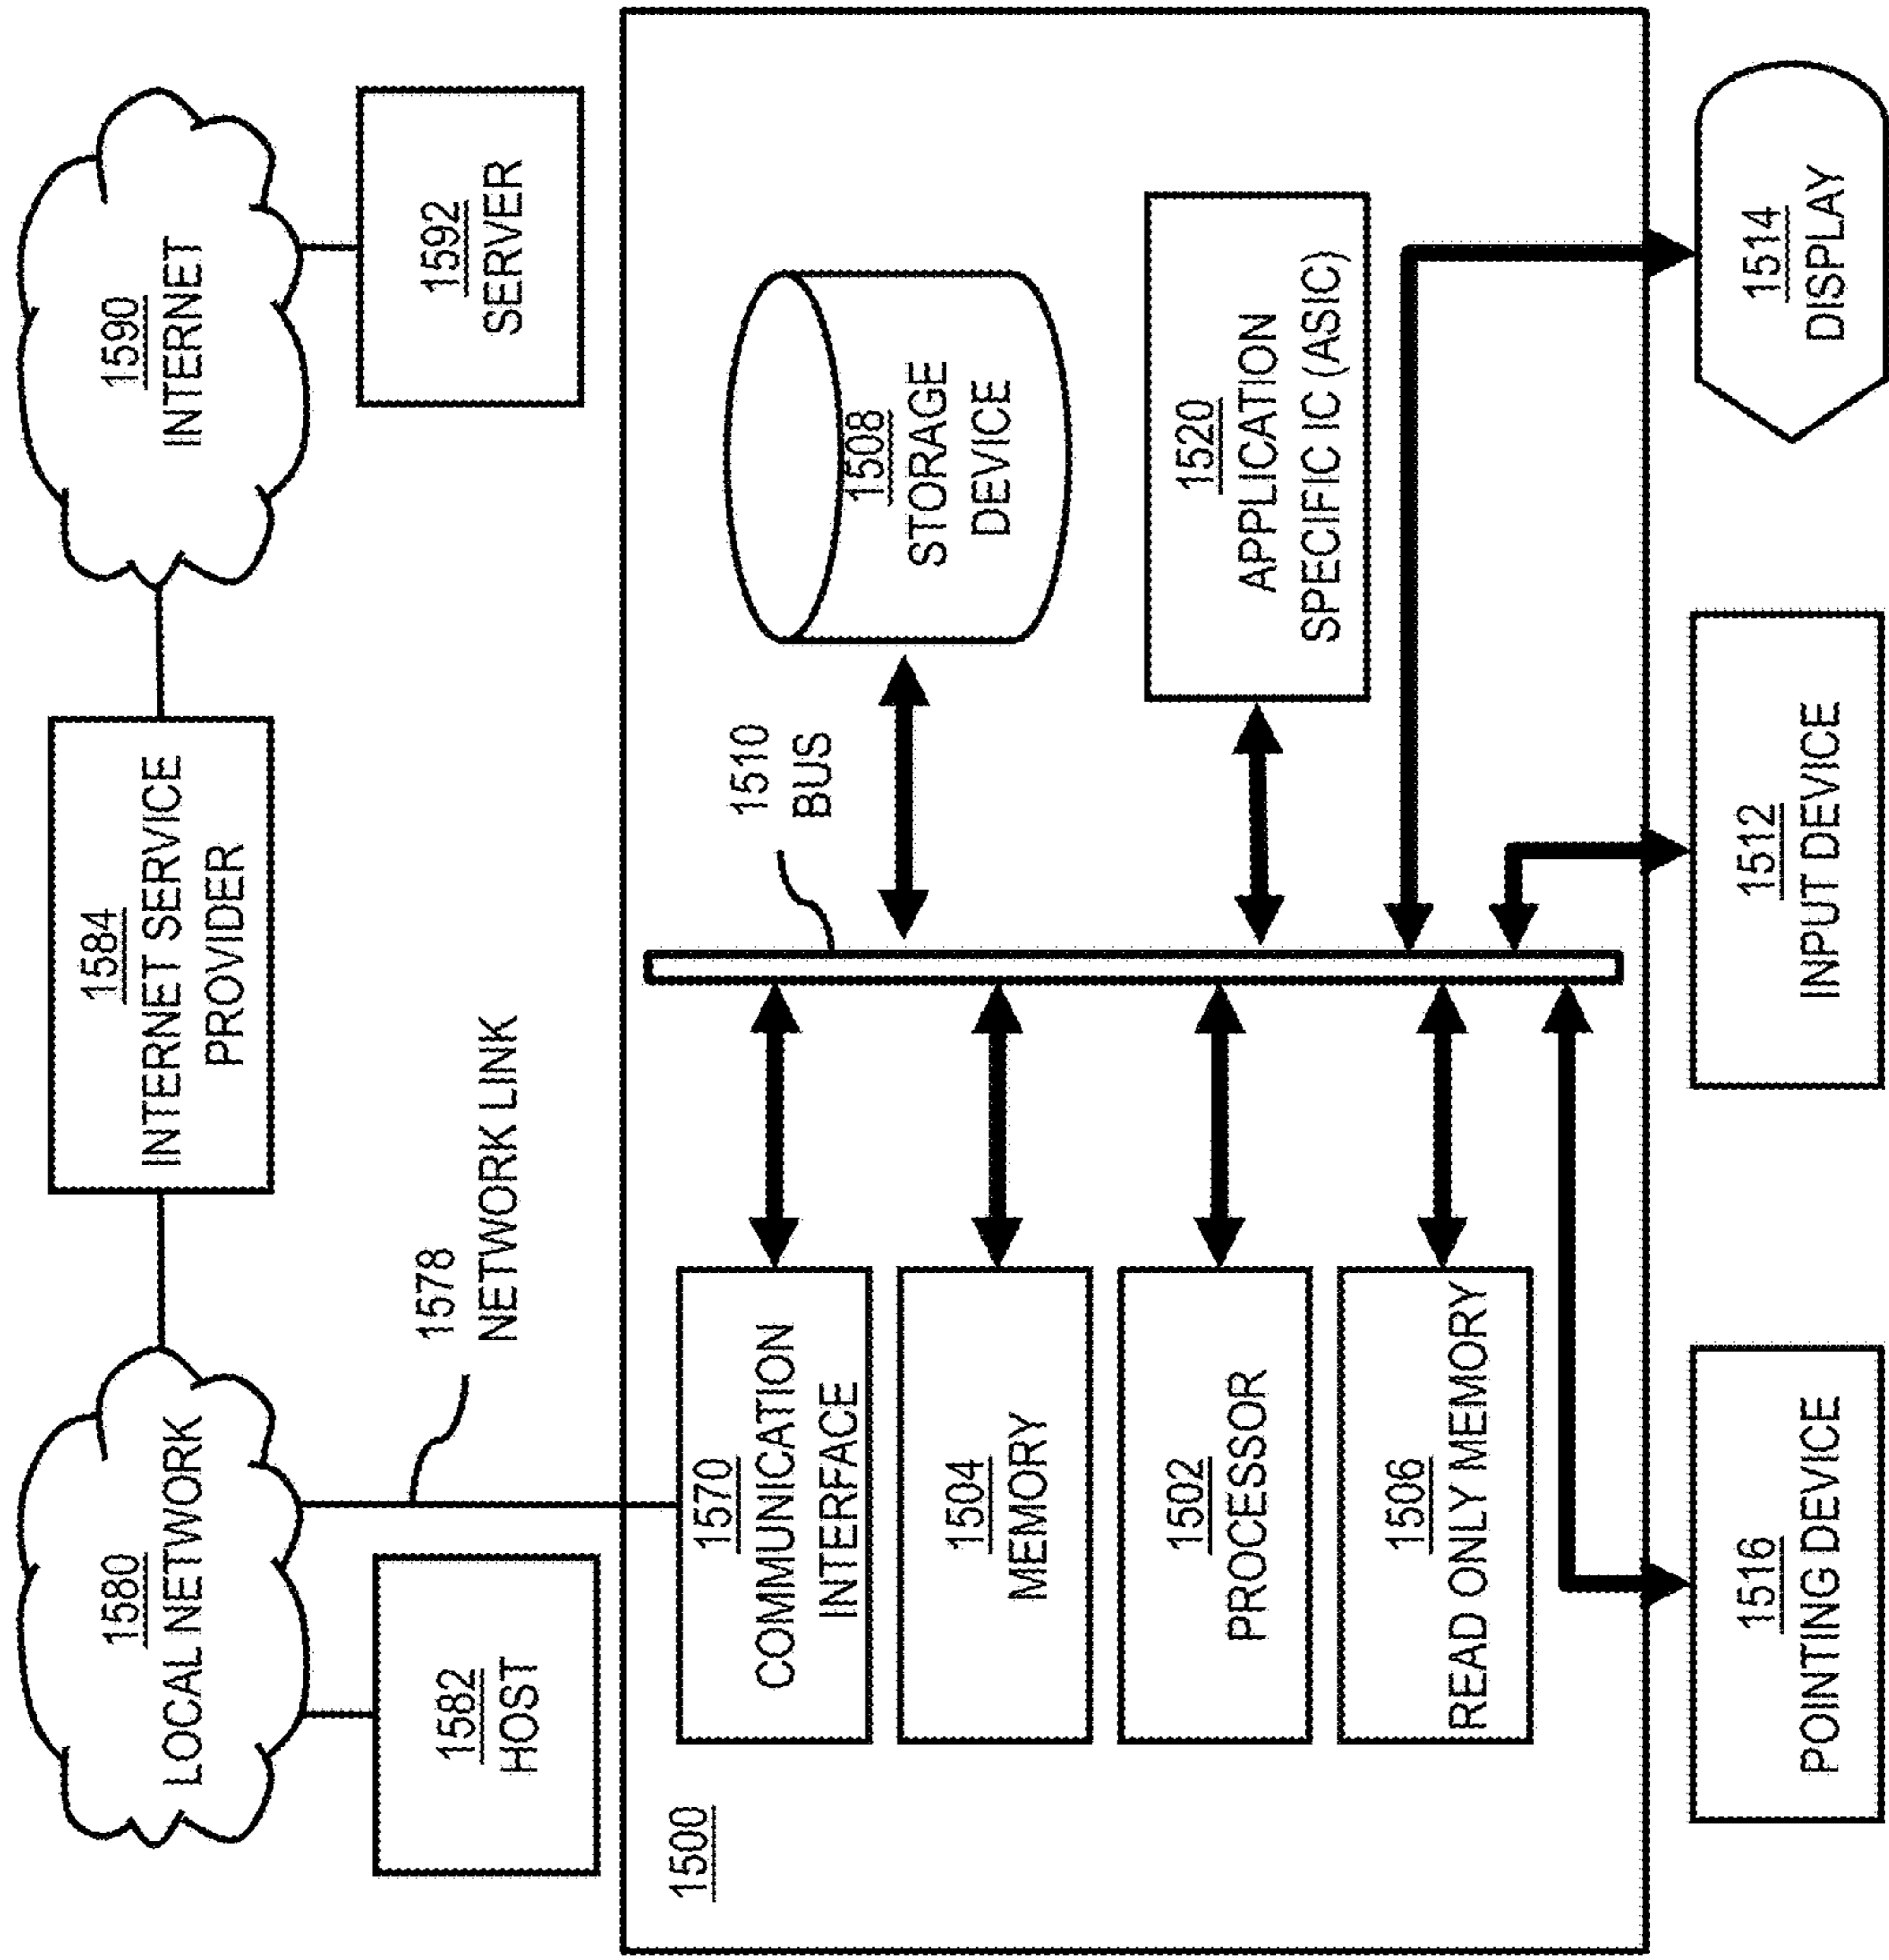 1580
LOCAL NETWORK
1584
INTERNET SERVICE
PROVIDER
1590
INTERNET
1582
HOST
1578
NETWORK LINK
1592
SERVER
1500
1570
COMMUNICATION
INTERFACE
1510
BUS
1508
STORAGE
DEVICE
1504
MEMORY
1502
PROCESSOR
1520
APPLICATION
SPECIFIC IC (ASIC)
1506
READ ONLY MEMORY
1516
POINTING DEVICE
1512
INPUT DEVICE
1514
DISPLAY